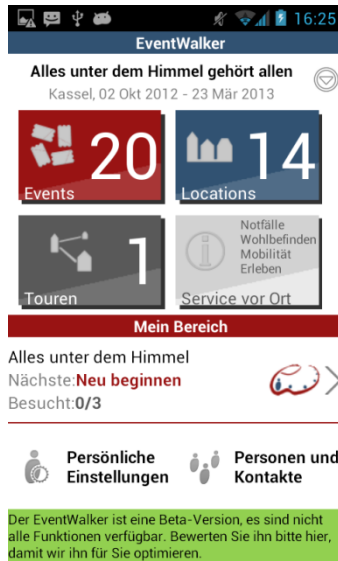 16:25
EventWalker
Alles unter dem Himmel gehört allen
Kassel, 02 Okt 2012 - 23 Mär 2013
20
Events
14
Locations
1
Touren
Notfälle
Wohlbefinden
Mobilität
Erleben
Service vor Ort
Mein Bereich
Alles unter dem Himmel
Nächste:Neu beginnen
Besucht:0/3
Persönliche
Einstellungen
Personen und
Kontakte
Der EventWalker ist eine Beta-Version, es sind nicht
alle Funktionen verfügbar. Bewerten Sie ihn bitte hier,
damit wir ihn für Sie optimieren.